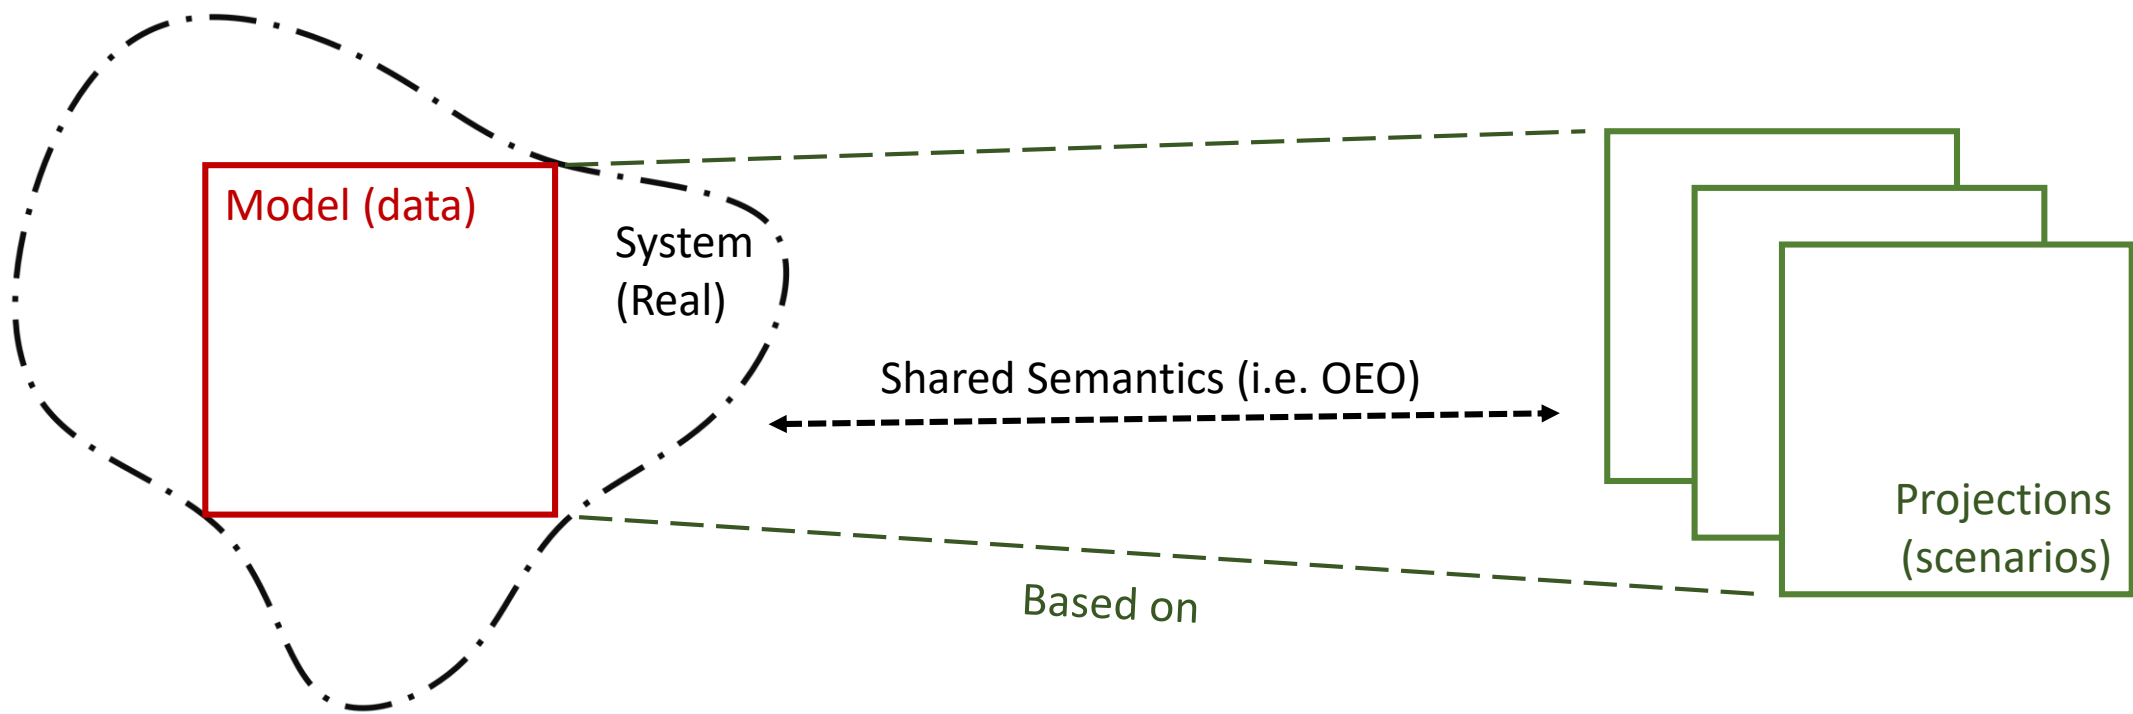 Model (data)
System
(Real)
Shared Semantics (i.e. OEO)
Based on
Projections
(scenarios)